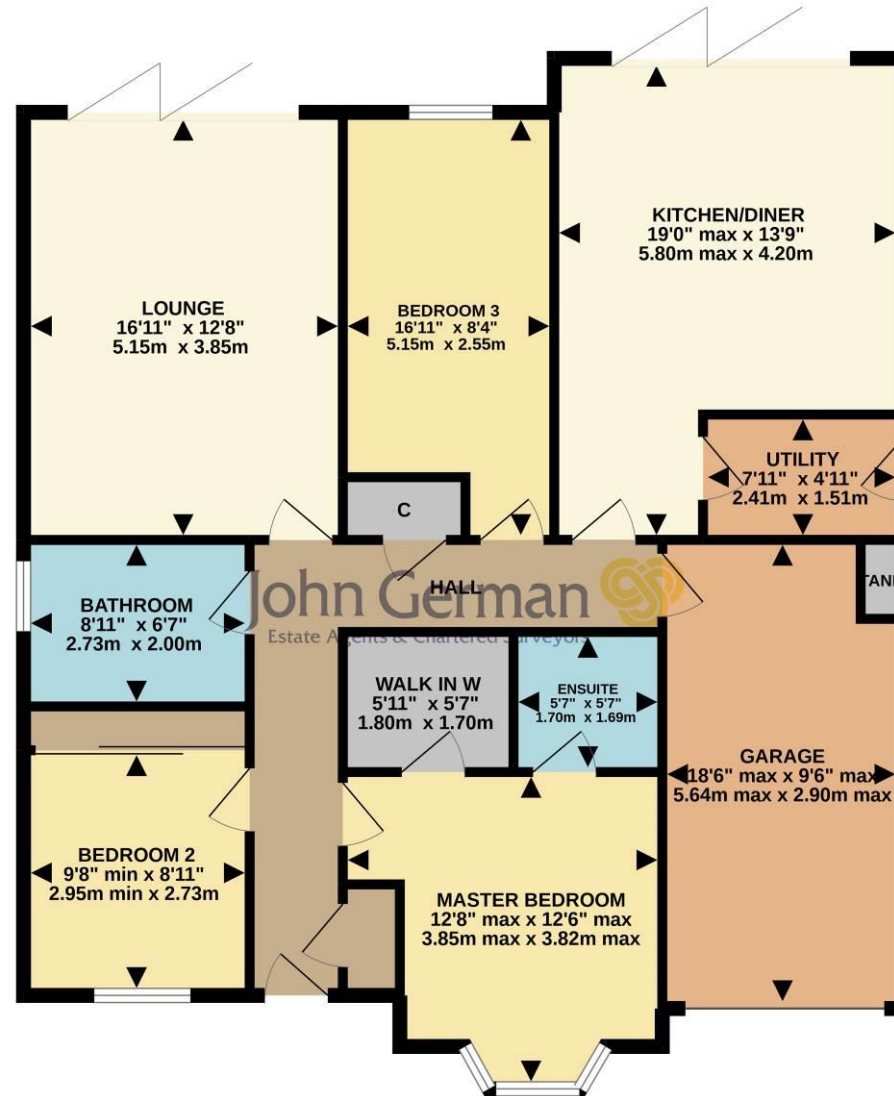 KITCHEN/DINER
19'0" max x 13'9"
5.80m max x 4.20m
LOUNGE
16'11" x 12'8"
5.15m x 3.85m
BEDROOM 3
16'11" x 8'4"
5.15m x 2.55m
UTILITY
7'11" x 4'11"
2.41m x 1.51m
C
HALL
John German
Estate Agents & Chartered Surveyors
TANK
BATHROOM
8'11" x 6'7"
2.73m x 2.00m
WALK IN W
5'11" x 5'7"
1.80m x 1.70m
ENSUITE
5'7" x 5'7"
1.70m x 1.69m
GARAGE
18'6" max x 9'6" max
5.64m max x 2.90m max
BEDROOM 2
9'8" min x 8'11"
2.95m min x 2.73m
MASTER BEDROOM
12'8" max x 12'6" max
3.85m max x 3.82m max